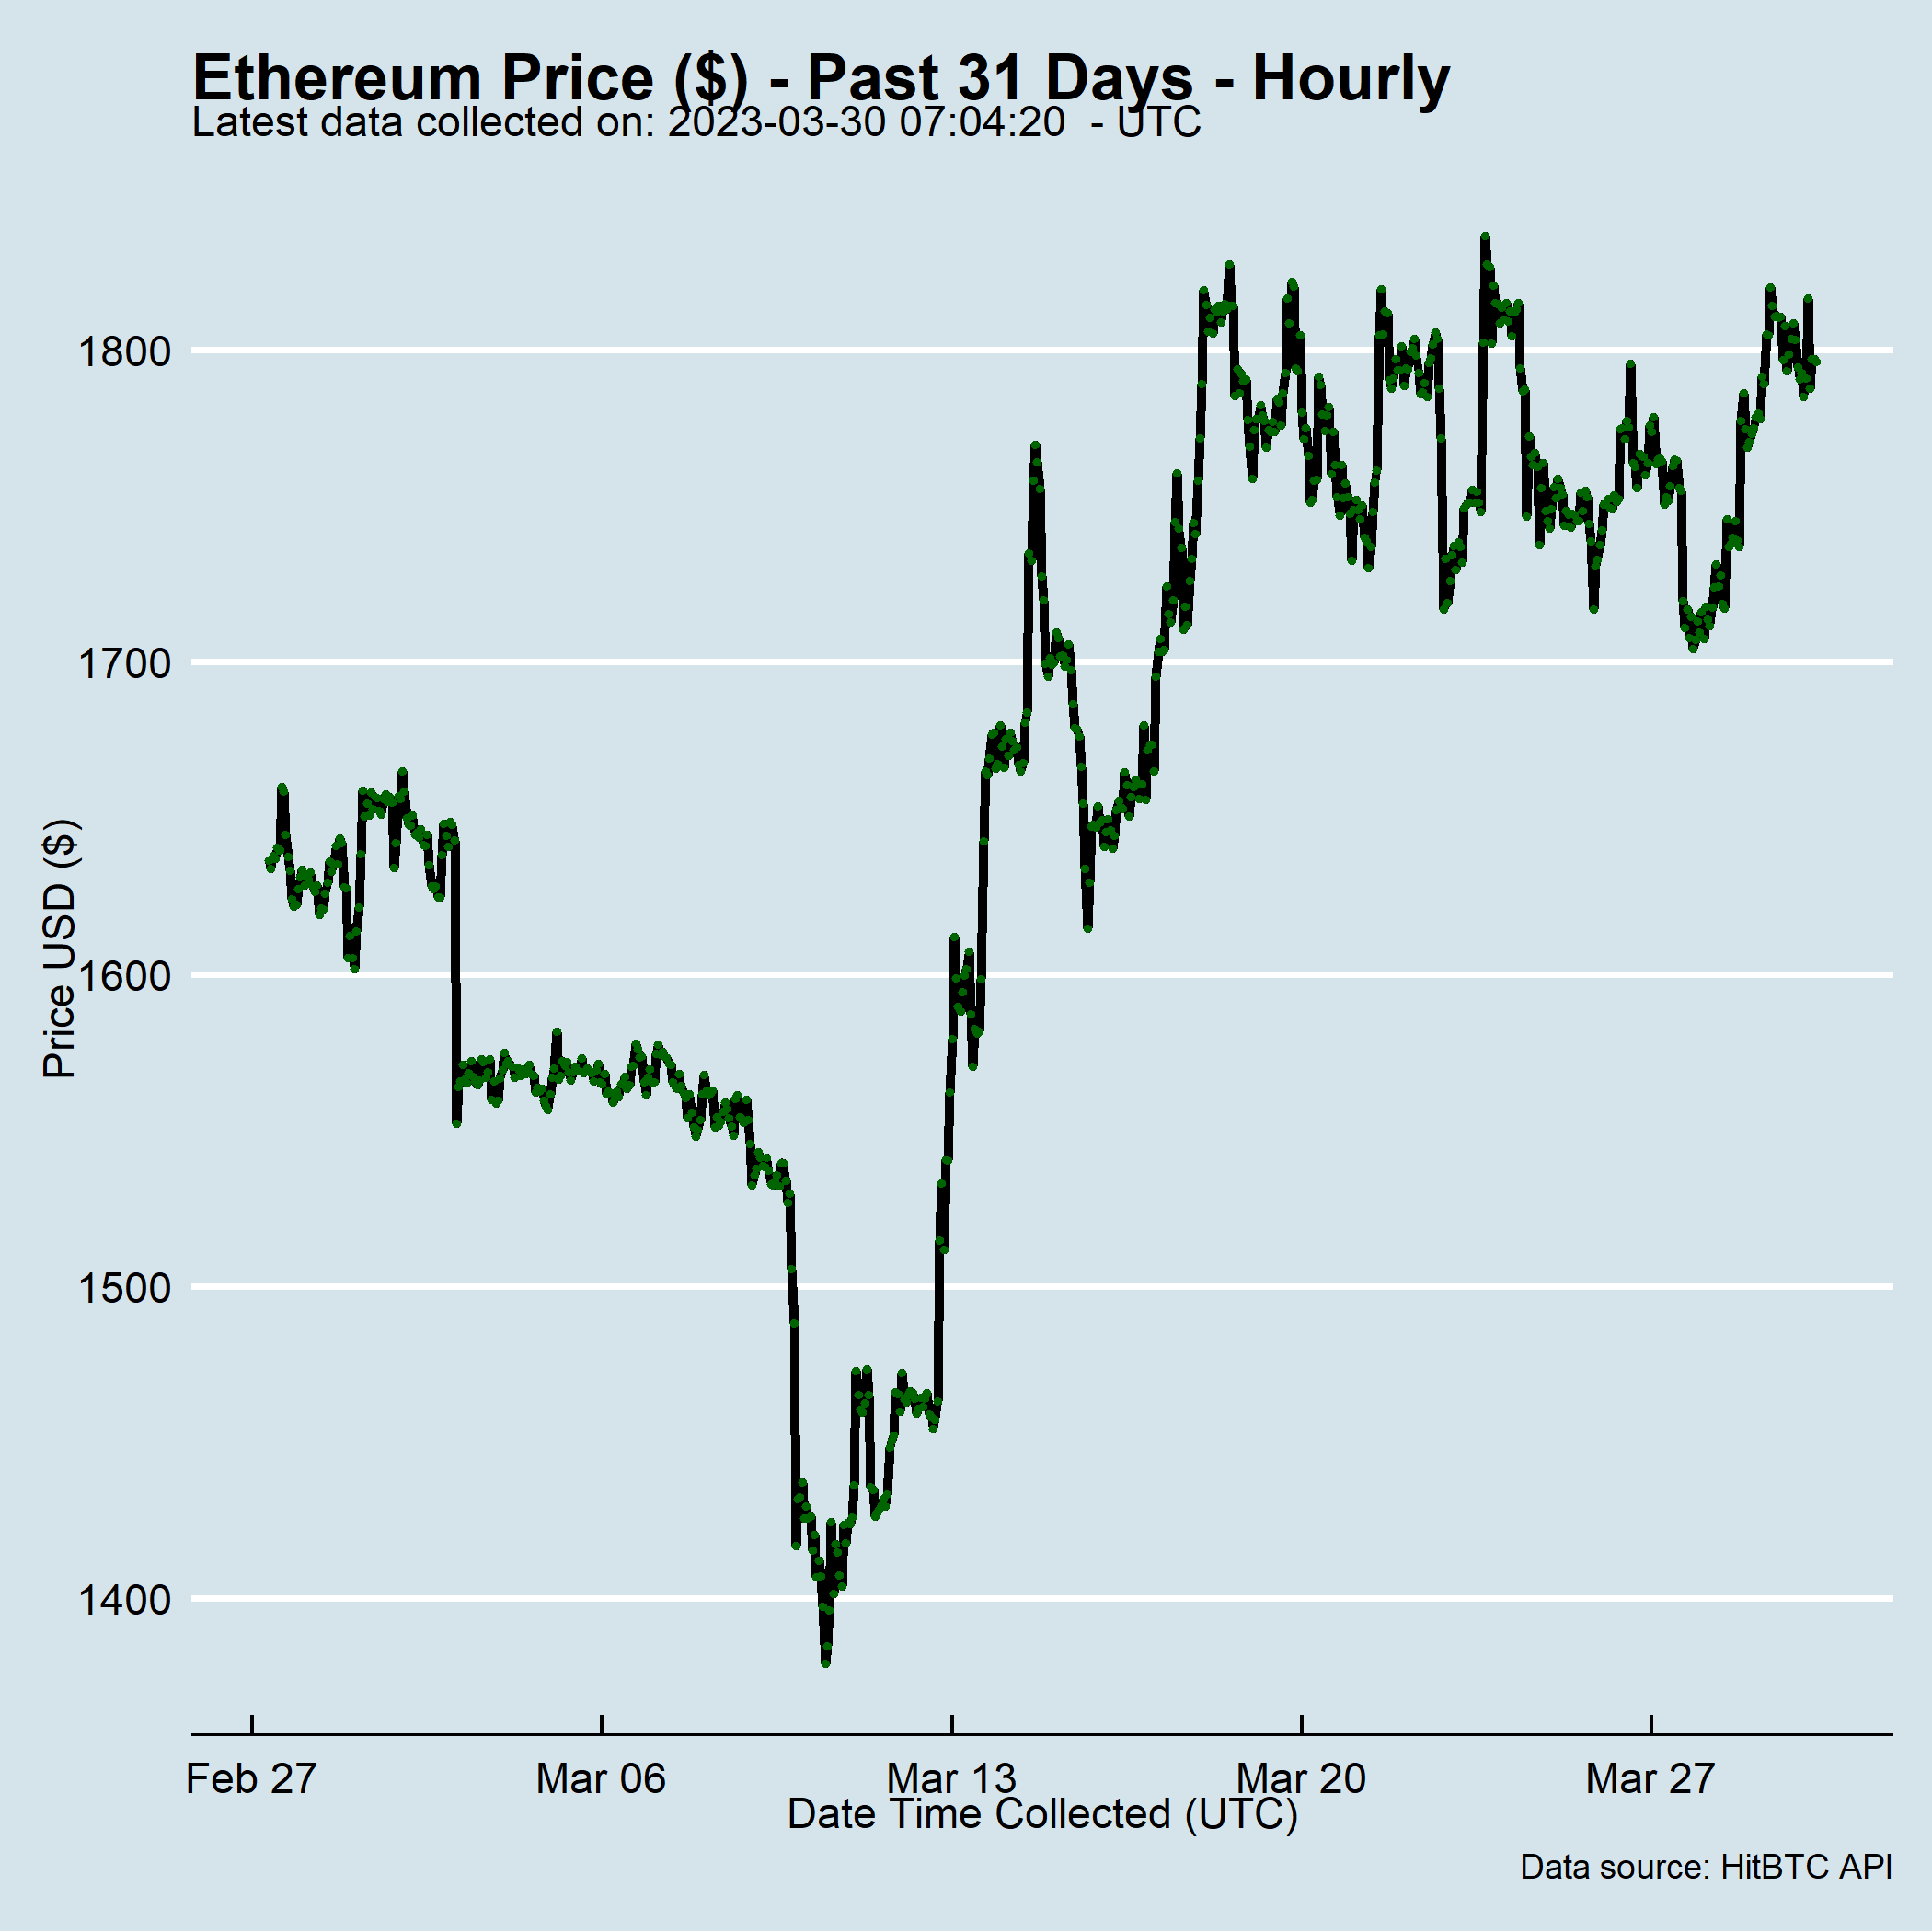 Ethereum Price ($) - Past 31 Days - Hourly
Latest data collected on: 2023-03-30 07:04:20  - UTC
1800
1700
1600
1500
1400
Price USD ($)
Feb 27 Mar 06 Mar 13 Mar 20 Mar 27
Date Time Collected (UTC)
Data source: HitBTC API